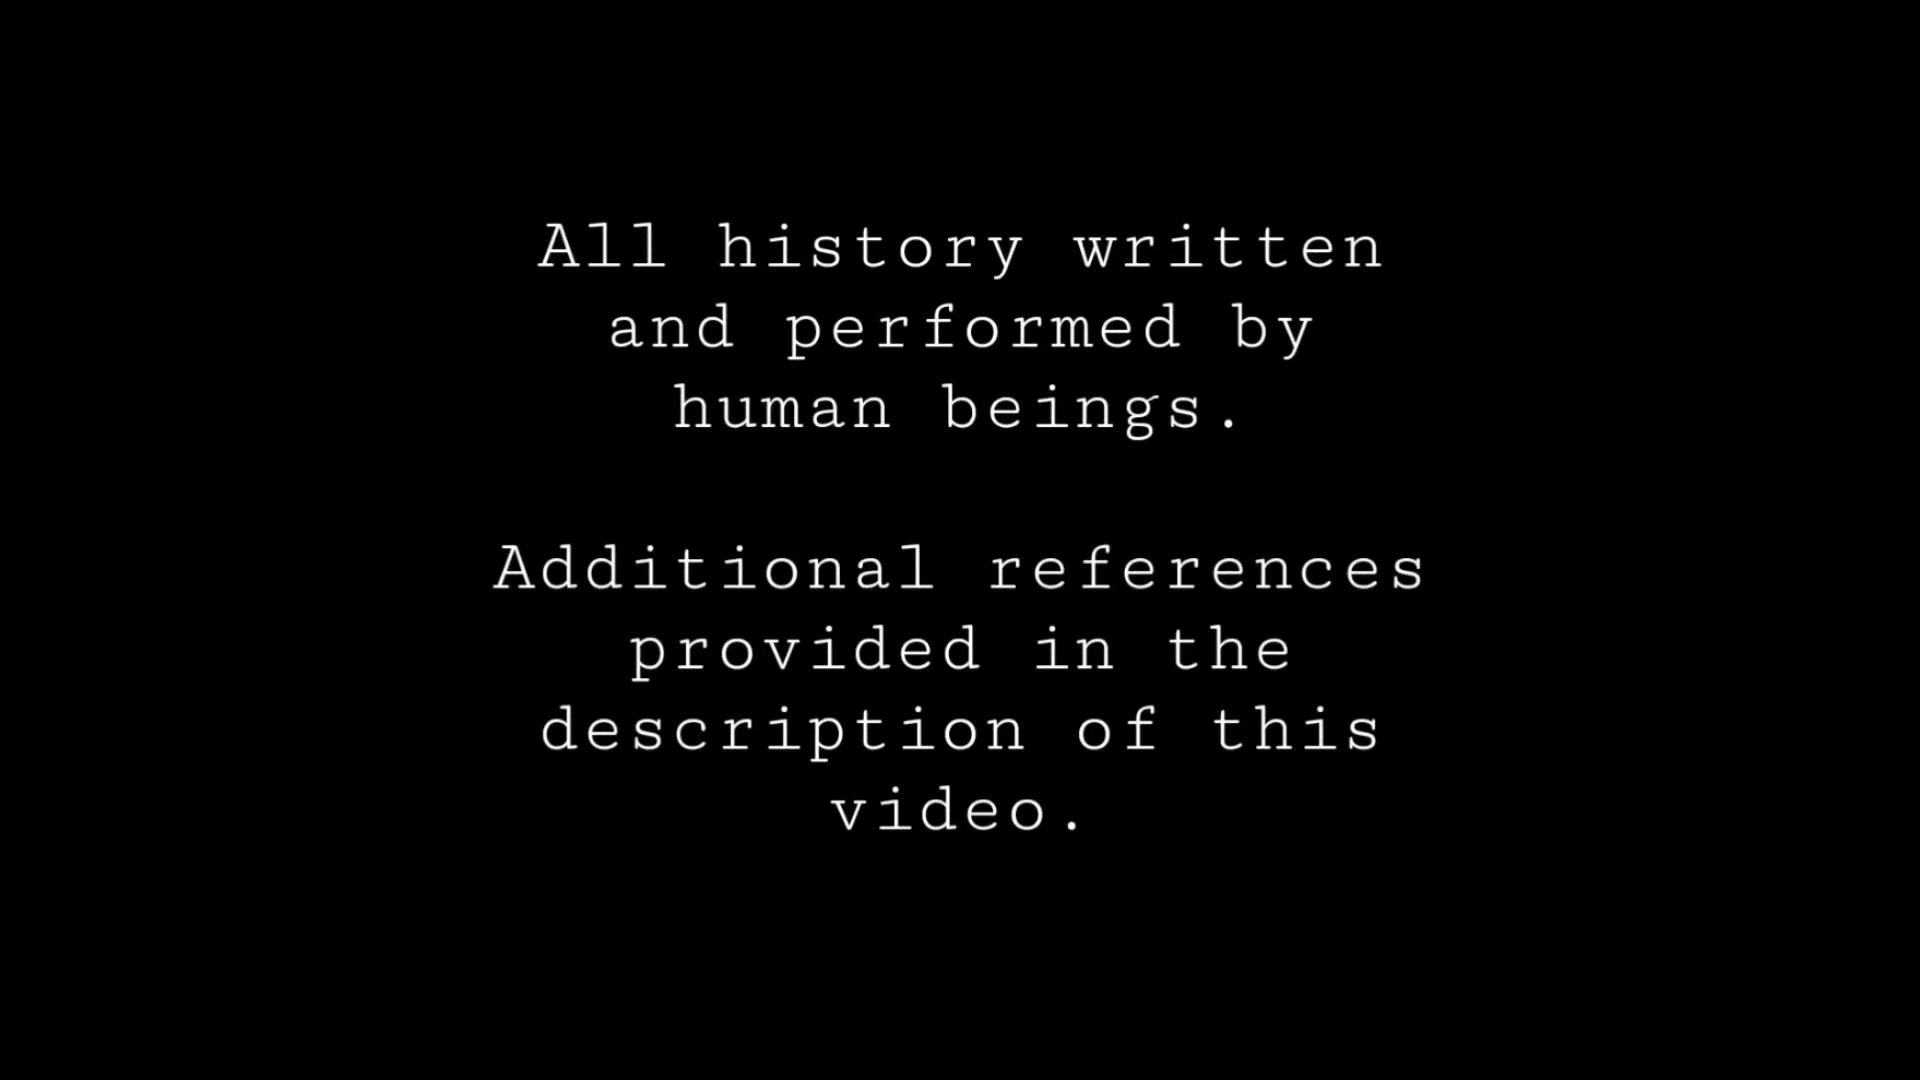 All history written
and performed by
human beings.
Additional references
provided in the
description of this
video.